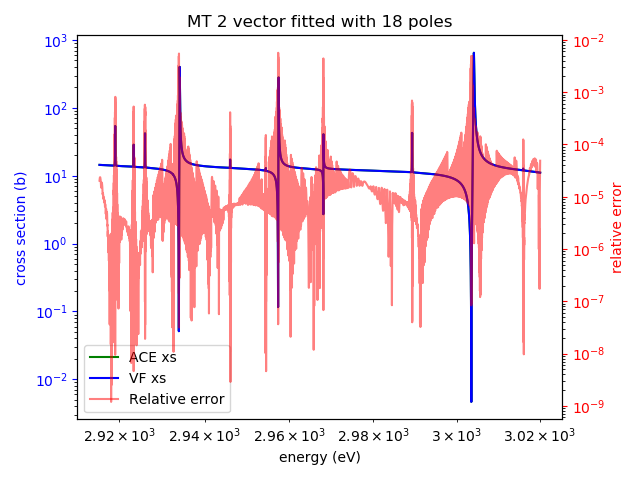 MT 2 vector fitted with 18 poles
10³
10²
10¹
10⁰
10⁻¹
10⁻²
cross section (b)
10⁻²
10⁻³
10⁻⁴
10⁻⁵
10⁻⁶
10⁻⁷
10⁻⁸
10⁻⁹
relative error
ACE xs
VF xs
Relative error
2.92 × 10³ 2.94 × 10³ 2.96 × 10³ 2.98 × 10³ 3 × 10³ 3.02 × 10³
energy (eV)